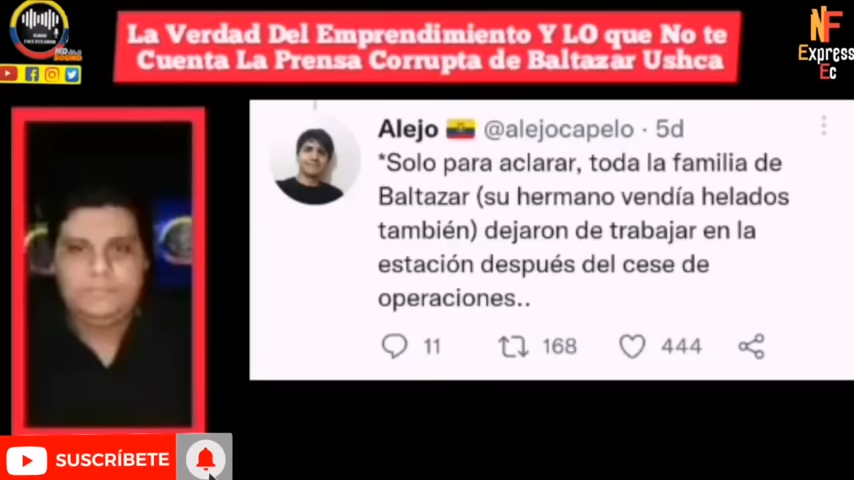 La Verdad Del Emprendimiento Y LO que No te
Cuenta La Prensa Corrupta de Baltazar Ushca
NF
Express
Ec
Alejo @alejocapelo · 5d
*Solo para aclarar, toda la familia de
Baltazar (su hermano vendía helados
también) dejaron de trabajar en la
estación después del cese de
operaciones..
11 168 444
SUSCRÍBETE